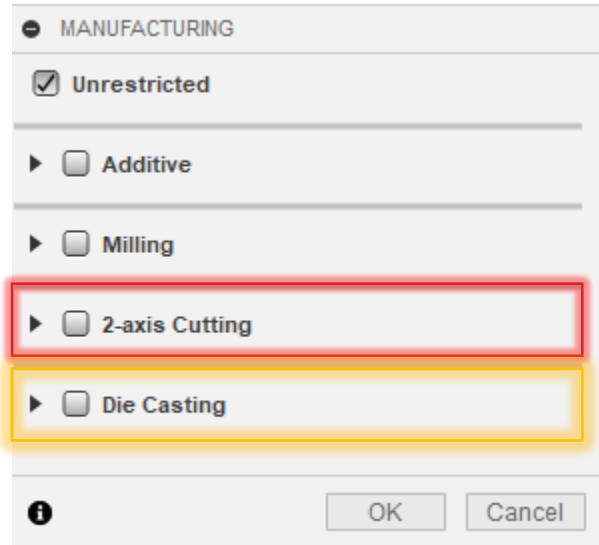 MANUFACTURING
Unrestricted
Additive
Milling
2-axis Cutting
Die Casting
OK Cancel